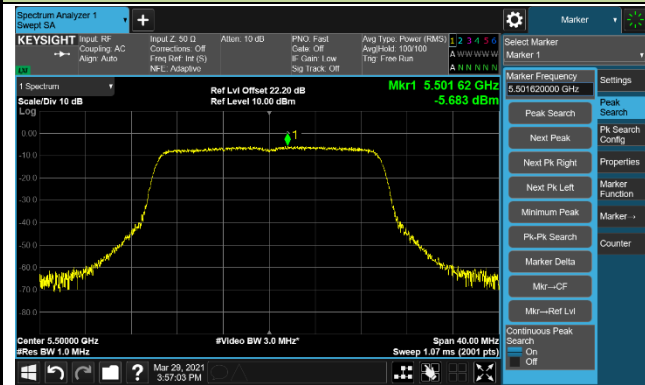 Spectrum Analyzer 1
Swept SA
+
Marker
KEYSIGHT
Input: RF
Coupling: AC
Align: Auto
Input Z: 50 Ω
Corrections: Off
Freq Ref: Int (S)
NFE: Adaptive
Atten: 10 dB
PNO: Fast
Gate: Off
IF Gain: Low
Sig Track: Off
Avg Type: Power (RMS)
Avg|Hold: 100/100
Trig: Free Run
1 2 3 4 5 6
A W W W W W
A N N N N N
LXI
Select Marker
Marker 1
Marker Frequency
5.501620000 GHz
Settings
Peak Search
Next Peak
Next Pk Right
Next Pk Left
Minimum Peak
Pk-Pk Search
Marker Delta
Mkr→CF
Mkr→Ref Lvl
Continuous Peak
Search
On
Off
Peak
Search
Pk Search
Config
Properties
Marker
Function
Marker→
Counter
1 Spectrum
Scale/Div 10 dB
Log
Ref Lvl Offset 22.20 dB
Ref Level 10.00 dBm
Mkr1 5.501 62 GHz
-5.683 dBm
1
0.00
-10.0
-20.0
-30.0
-40.0
-50.0
-60.0
-70.0
-80.0
Center 5.50000 GHz
#Res BW 1.0 MHz
#Video BW 3.0 MHz*
Span 40.00 MHz
Sweep 1.07 ms (2001 pts)
?
Mar 29, 2021
3:57:03 PM